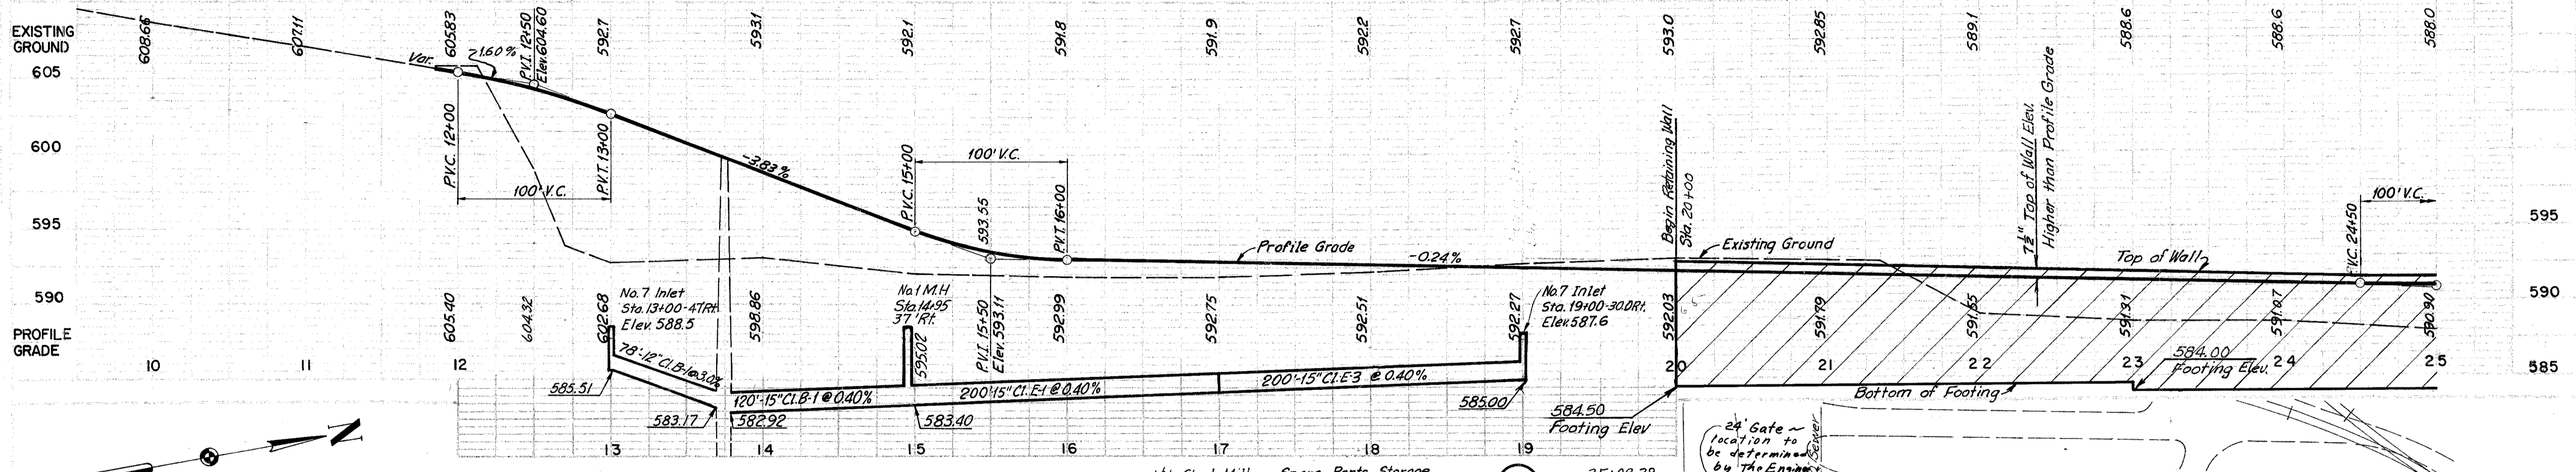 EXISTING
GROUND
608.66
607.11
605.83
P.V.I. 12+50
Elev. 604.60
592.7
593.1
592.1
591.8
591.9
592.2
592.7
593.0
592.85
589.1
588.6
588.6
588.0
605
600
595
590
Var.
P.V.C. 12+00
100' V.C.
P.V.T. 13+00
-3.83%
P.V.C. 15+00
100' V.C.
593.55
P.V.T. 16+00
Profile Grade
-0.24%
Begin Retaining Wall
Sta. 20+00
Existing Ground
7½" Top of Wall Elev.
Higher than Profile Grade
Top of Wall
P.V.C. 24+50
100' V.C.
595
590
585
PROFILE
GRADE
605.40
604.32
602.68
598.86
595.02
P.V.I. 15+50
Elev. 593.11
592.99
592.75
592.51
592.27
592.03
591.79
591.55
591.31
591.07
590.90
No. 7 Inlet
Sta. 13+00-47'Rt.
Elev. 588.5
No. 1 M.H
Sta. 14+95
37' Rt.
No. 7 Inlet
Sta. 19+00-30.0Rt.
Elev. 587.6
10
11
12
20
21
22
23
24
25
78'-12" Cl. B-1 @ 3.0%
120'-15" Cl. B-1 @ 0.40%
200'-15" Cl. E-1 @ 0.40%
200'-15" Cl. E-3 @ 0.40%
585.51
583.17
582.92
583.40
585.00
584.50
Footing Elev
584.00
Footing Elev.
Bottom of Footing
13
14
15
16
17
18
19
24' Gate ~
location to
be determined
by The Engine
Sewer
N